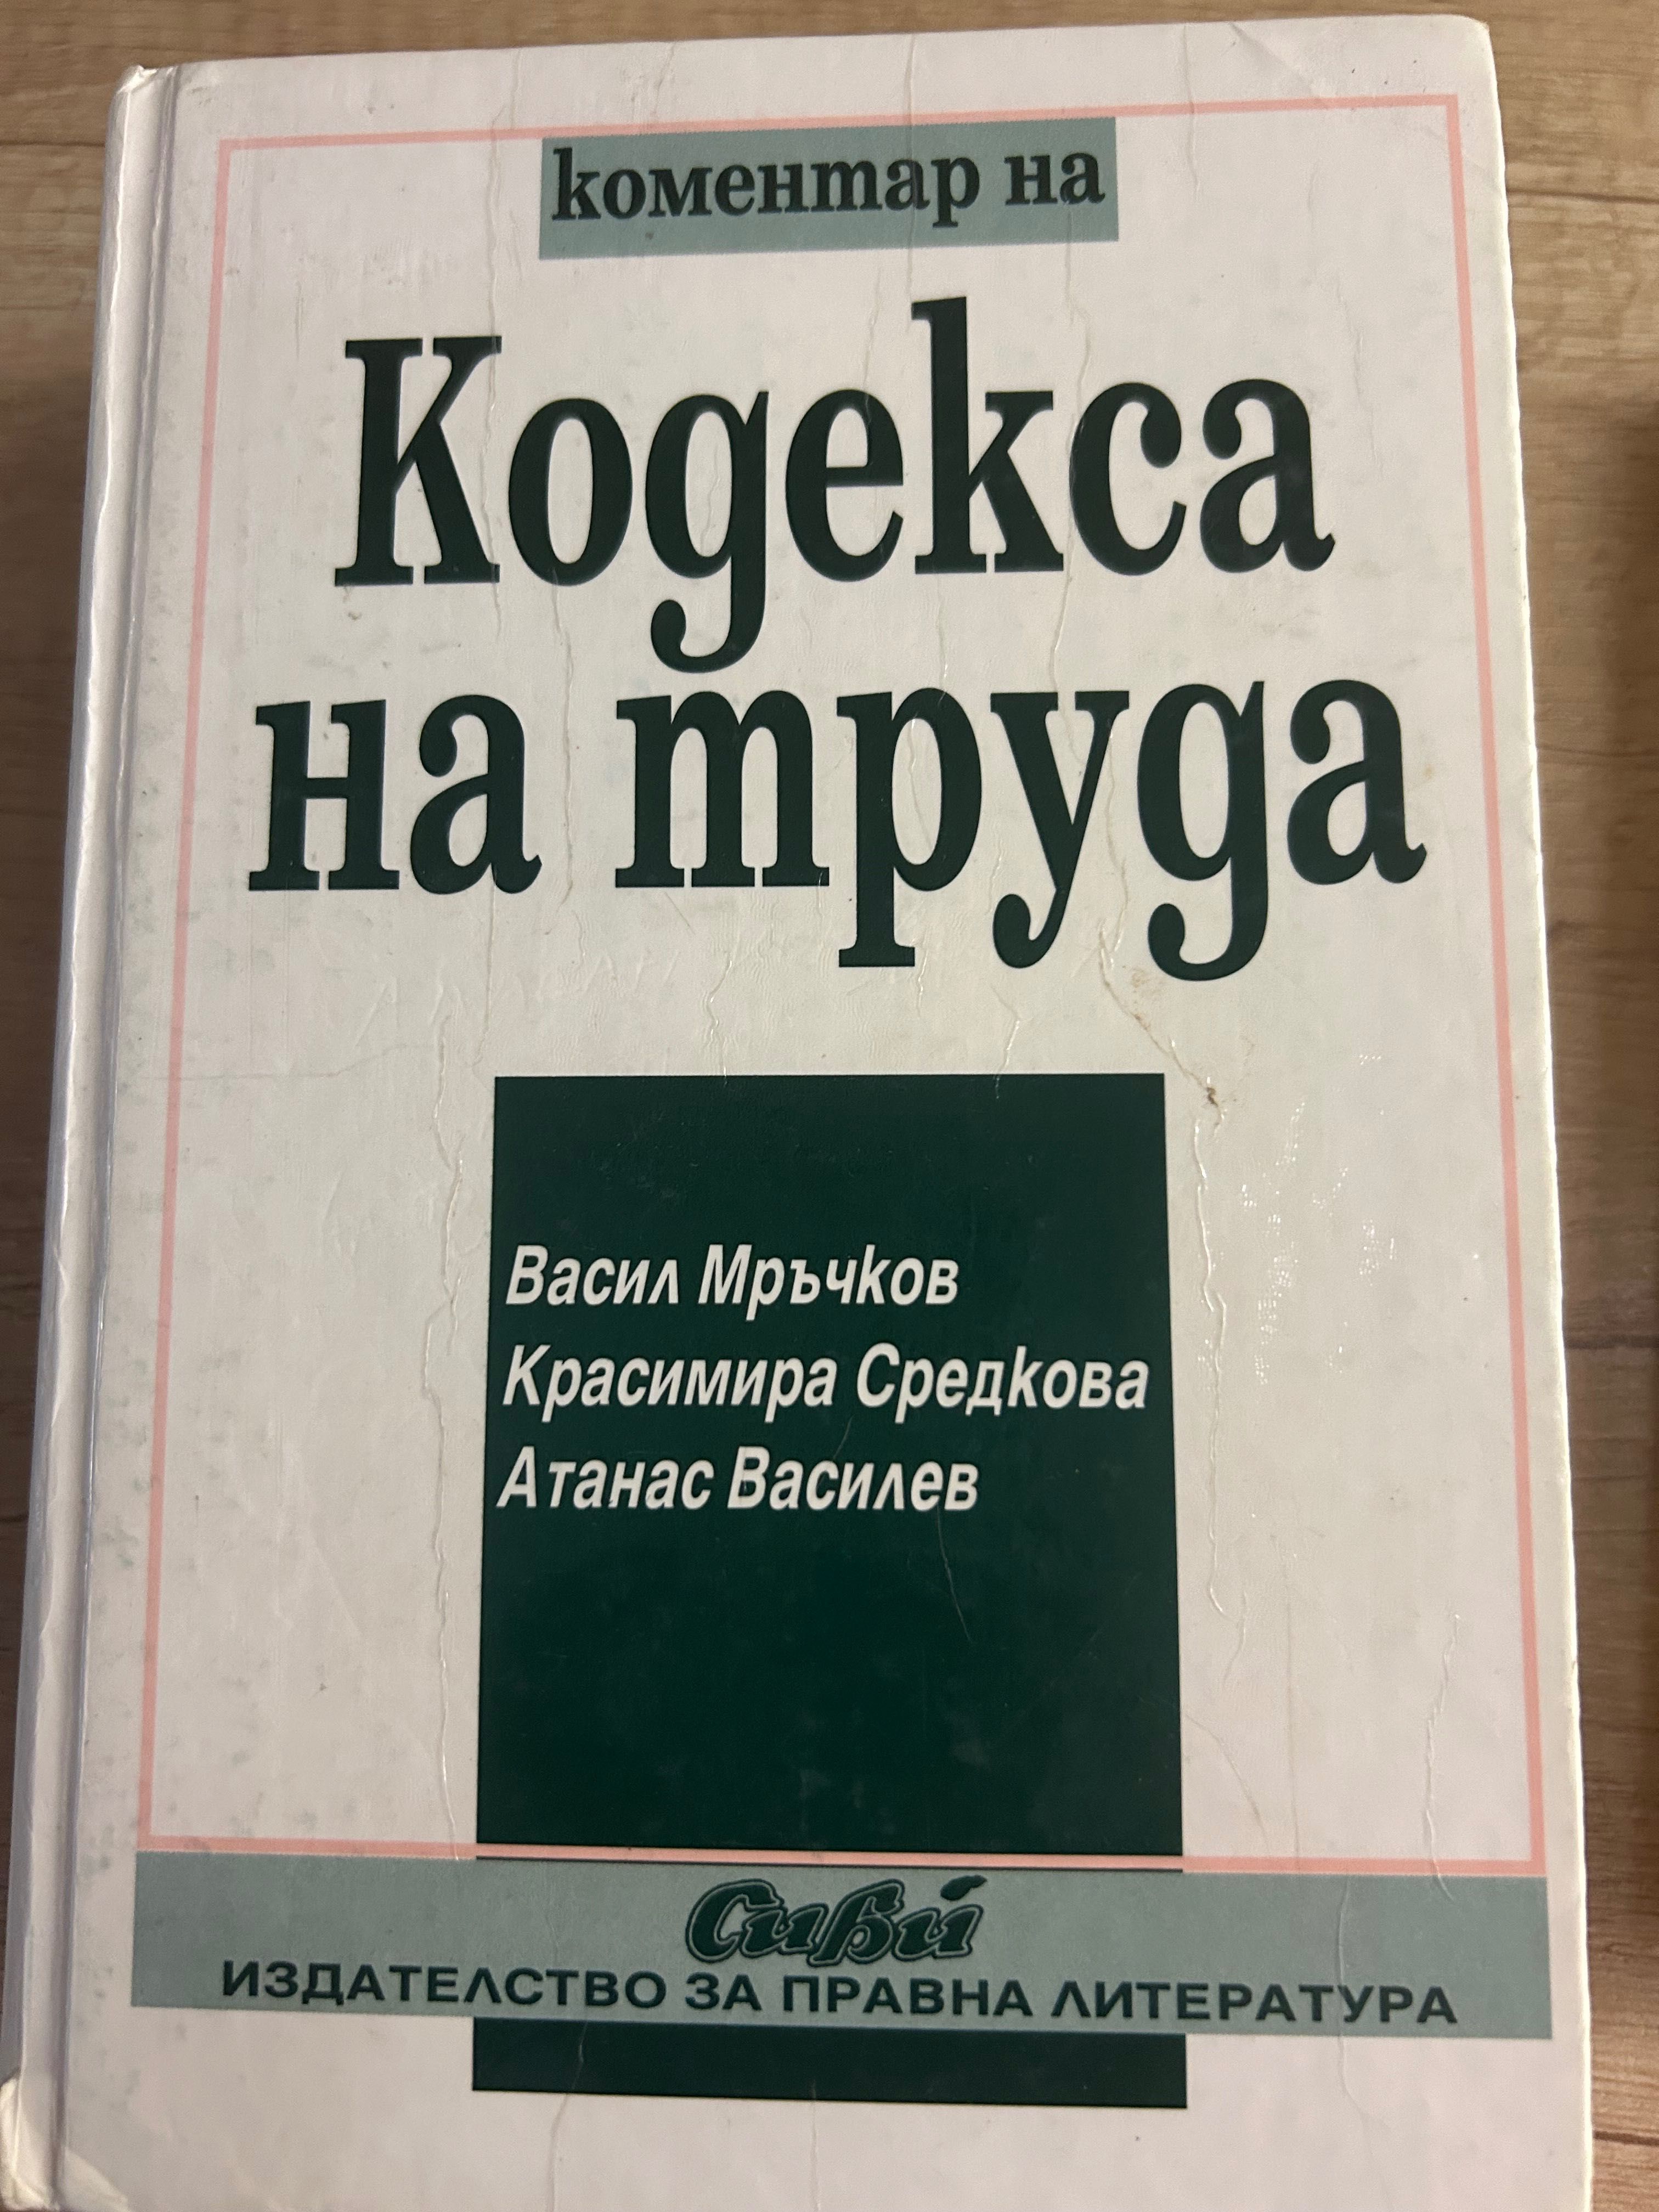 коментар на
Кодекса
на труда
Васил Мръчков
Красимира Средкова
Атанас Василев
Сиби
ИЗДАТЕЛСТВО ЗА ПРАВНА ЛИТЕРАТУРА